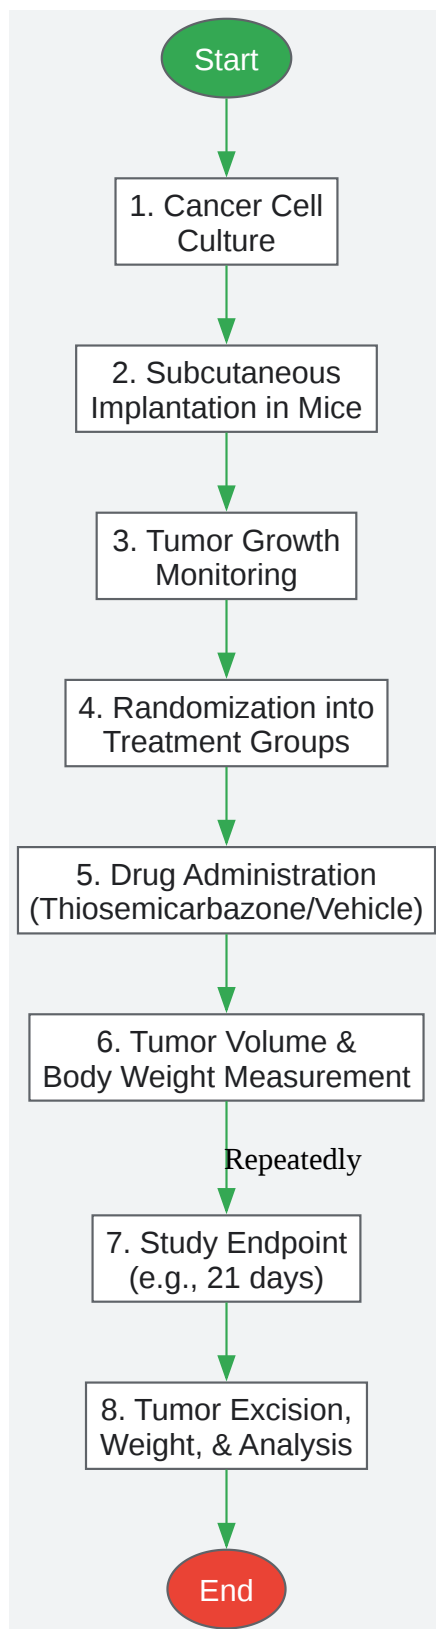 Start
1. Cancer Cell
Culture
2. Subcutaneous
Implantation in Mice
3. Tumor Growth
Monitoring
4. Randomization into
Treatment Groups
5. Drug Administration
(Thiosemicarbazone/Vehicle)
6. Tumor Volume &
Body Weight Measurement
Repeatedly
7. Study Endpoint
(e.g., 21 days)
8. Tumor Excision,
Weight, & Analysis
End